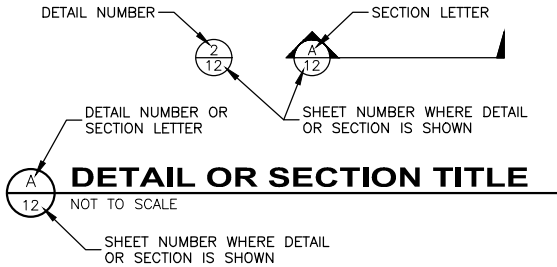 DETAIL NUMBER
SECTION LETTER
2
12
A
12
SHEET NUMBER WHERE DETAIL
OR SECTION IS SHOWN
DETAIL NUMBER OR
SECTION LETTER
A
12
DETAIL OR SECTION TITLE
NOT TO SCALE
SHEET NUMBER WHERE DETAIL
OR SECTION IS SHOWN